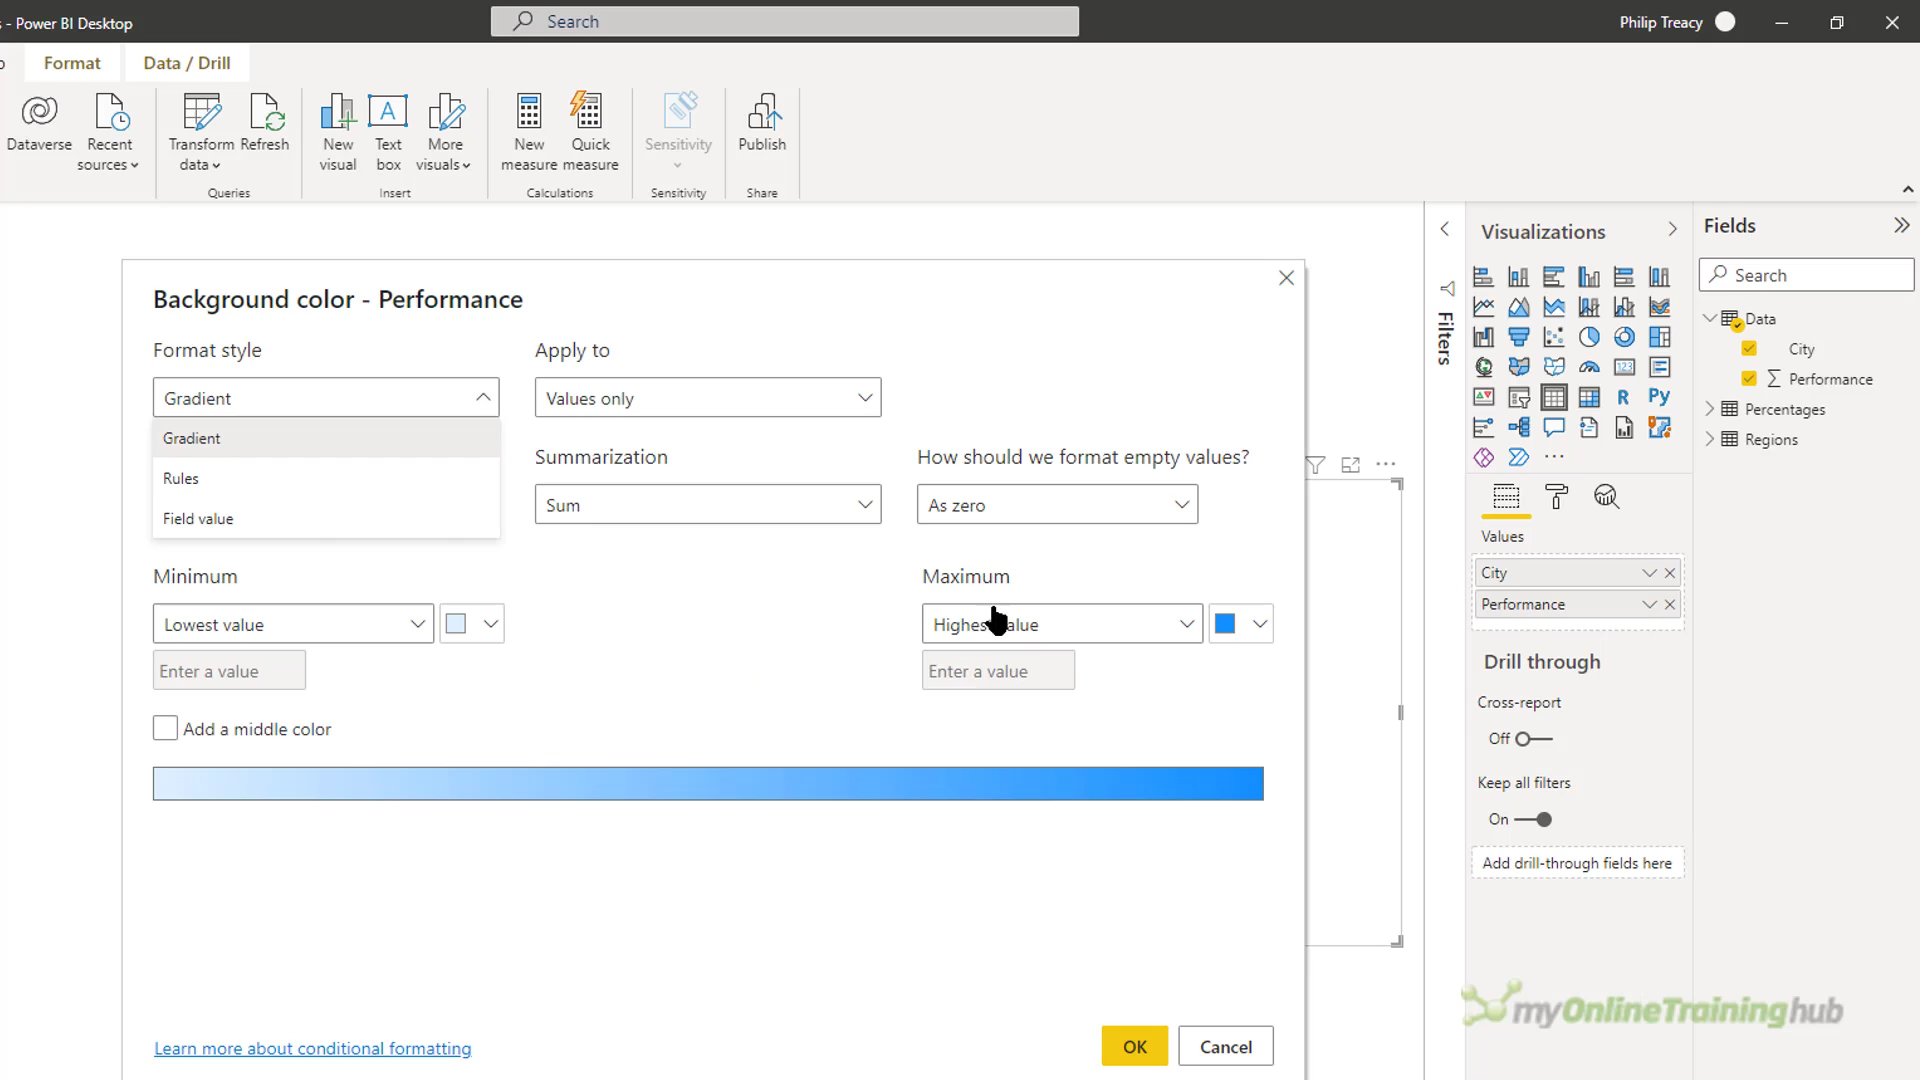 s - Power BI Desktop
Search
Philip Treacy
Format
Data / Drill
Dataverse
Recent sources
Transform data
Refresh
New visual
Text box
More visuals
New measure
Quick measure
Sensitivity
Publish
Queries
Insert
Calculations
Sensitivity
Share
Background color - Performance
Format style
Apply to
Gradient
Values only
Gradient
Rules
Field value
Summarization
How should we format empty values?
Sum
As zero
Minimum
Maximum
Lowest value
Enter a value
Enter a value
Add a middle color
Learn more about conditional formatting
OK
Cancel
Filters
Visualizations
R
Py
123
Values
City
Performance
Drill through
Cross-report
Off
Keep all filters
On
Add drill-through fields here
Fields
Search
Data
City
Performance
Percentages
Regions
myOnlineTraininghub